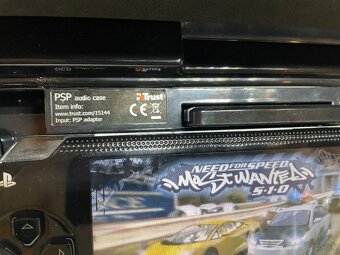 PSP audio case
Item info:
www.trust.com/15144
Input: PSP adapter
Trust
CE
NEED FOR SPEED
MOST WANTED
5-1-0